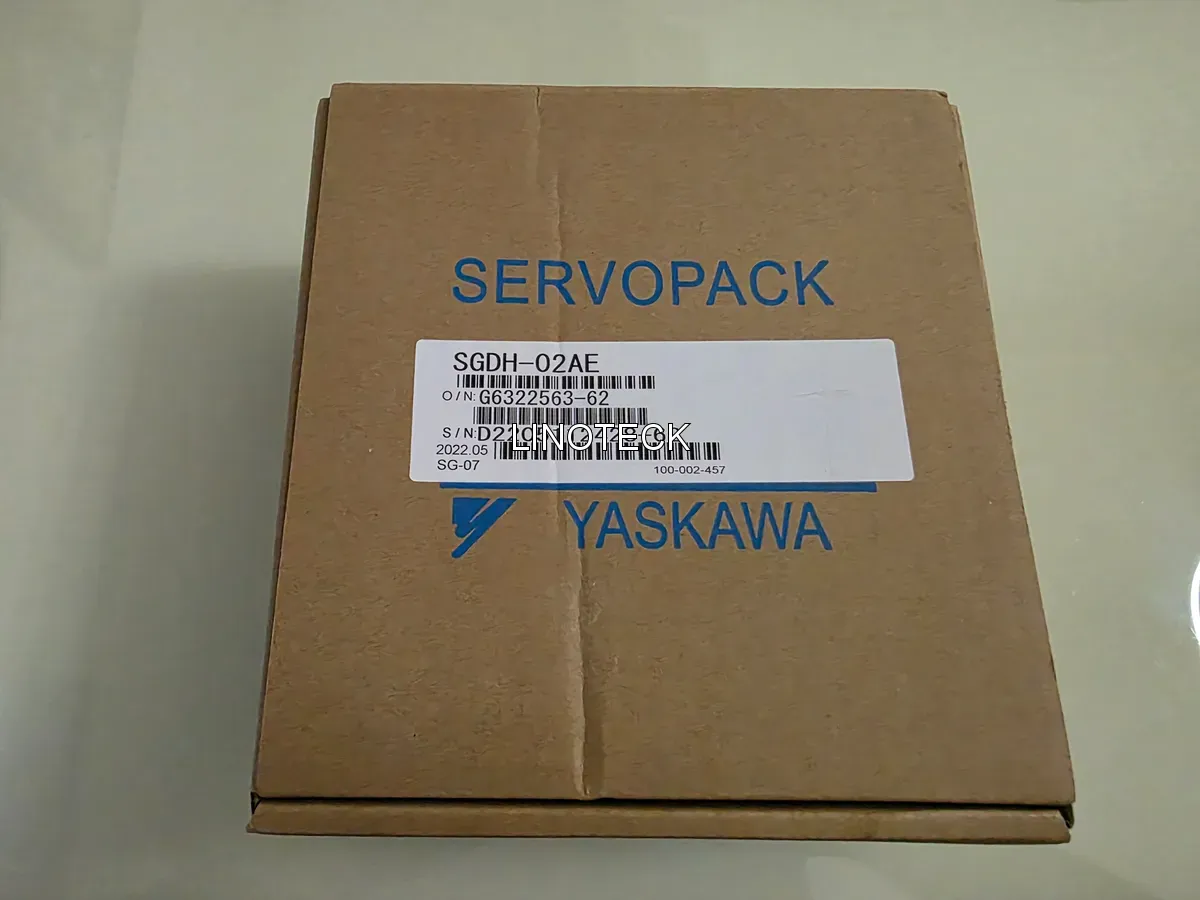 SERVOPACK
SGDH-02AE
O/N: G6322563-62
S/N:
LINOTECK
2022.05
SG-07
100-002-457
YASKAWA